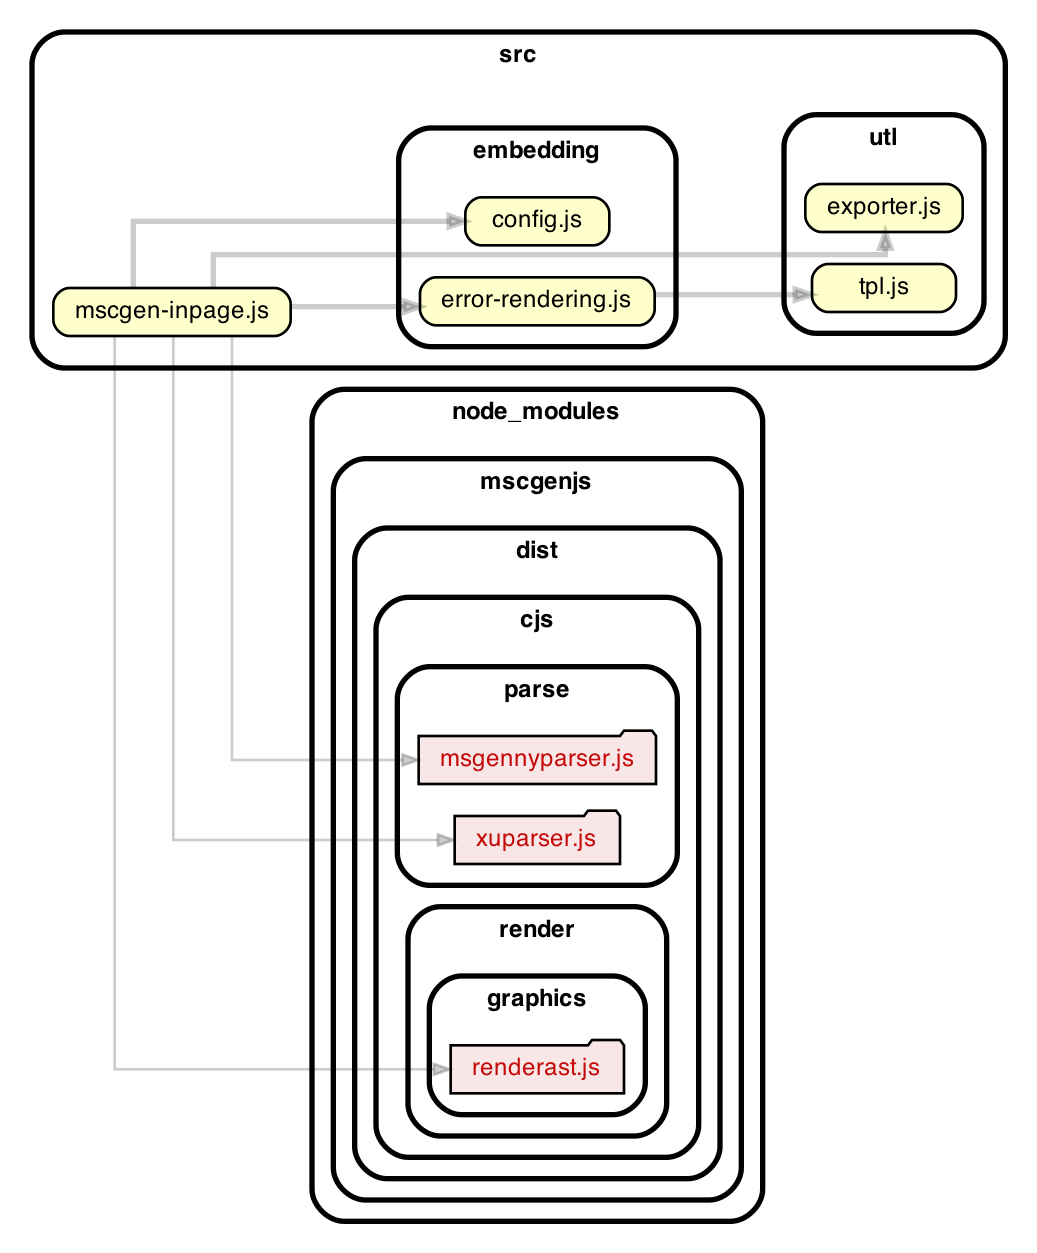 src
embedding
utl
config.js
exporter.js
mscgen-inpage.js
error-rendering.js
tpl.js
node_modules
mscgenjs
dist
cjs
parse
msgennyparser.js
xuparser.js
render
graphics
renderast.js